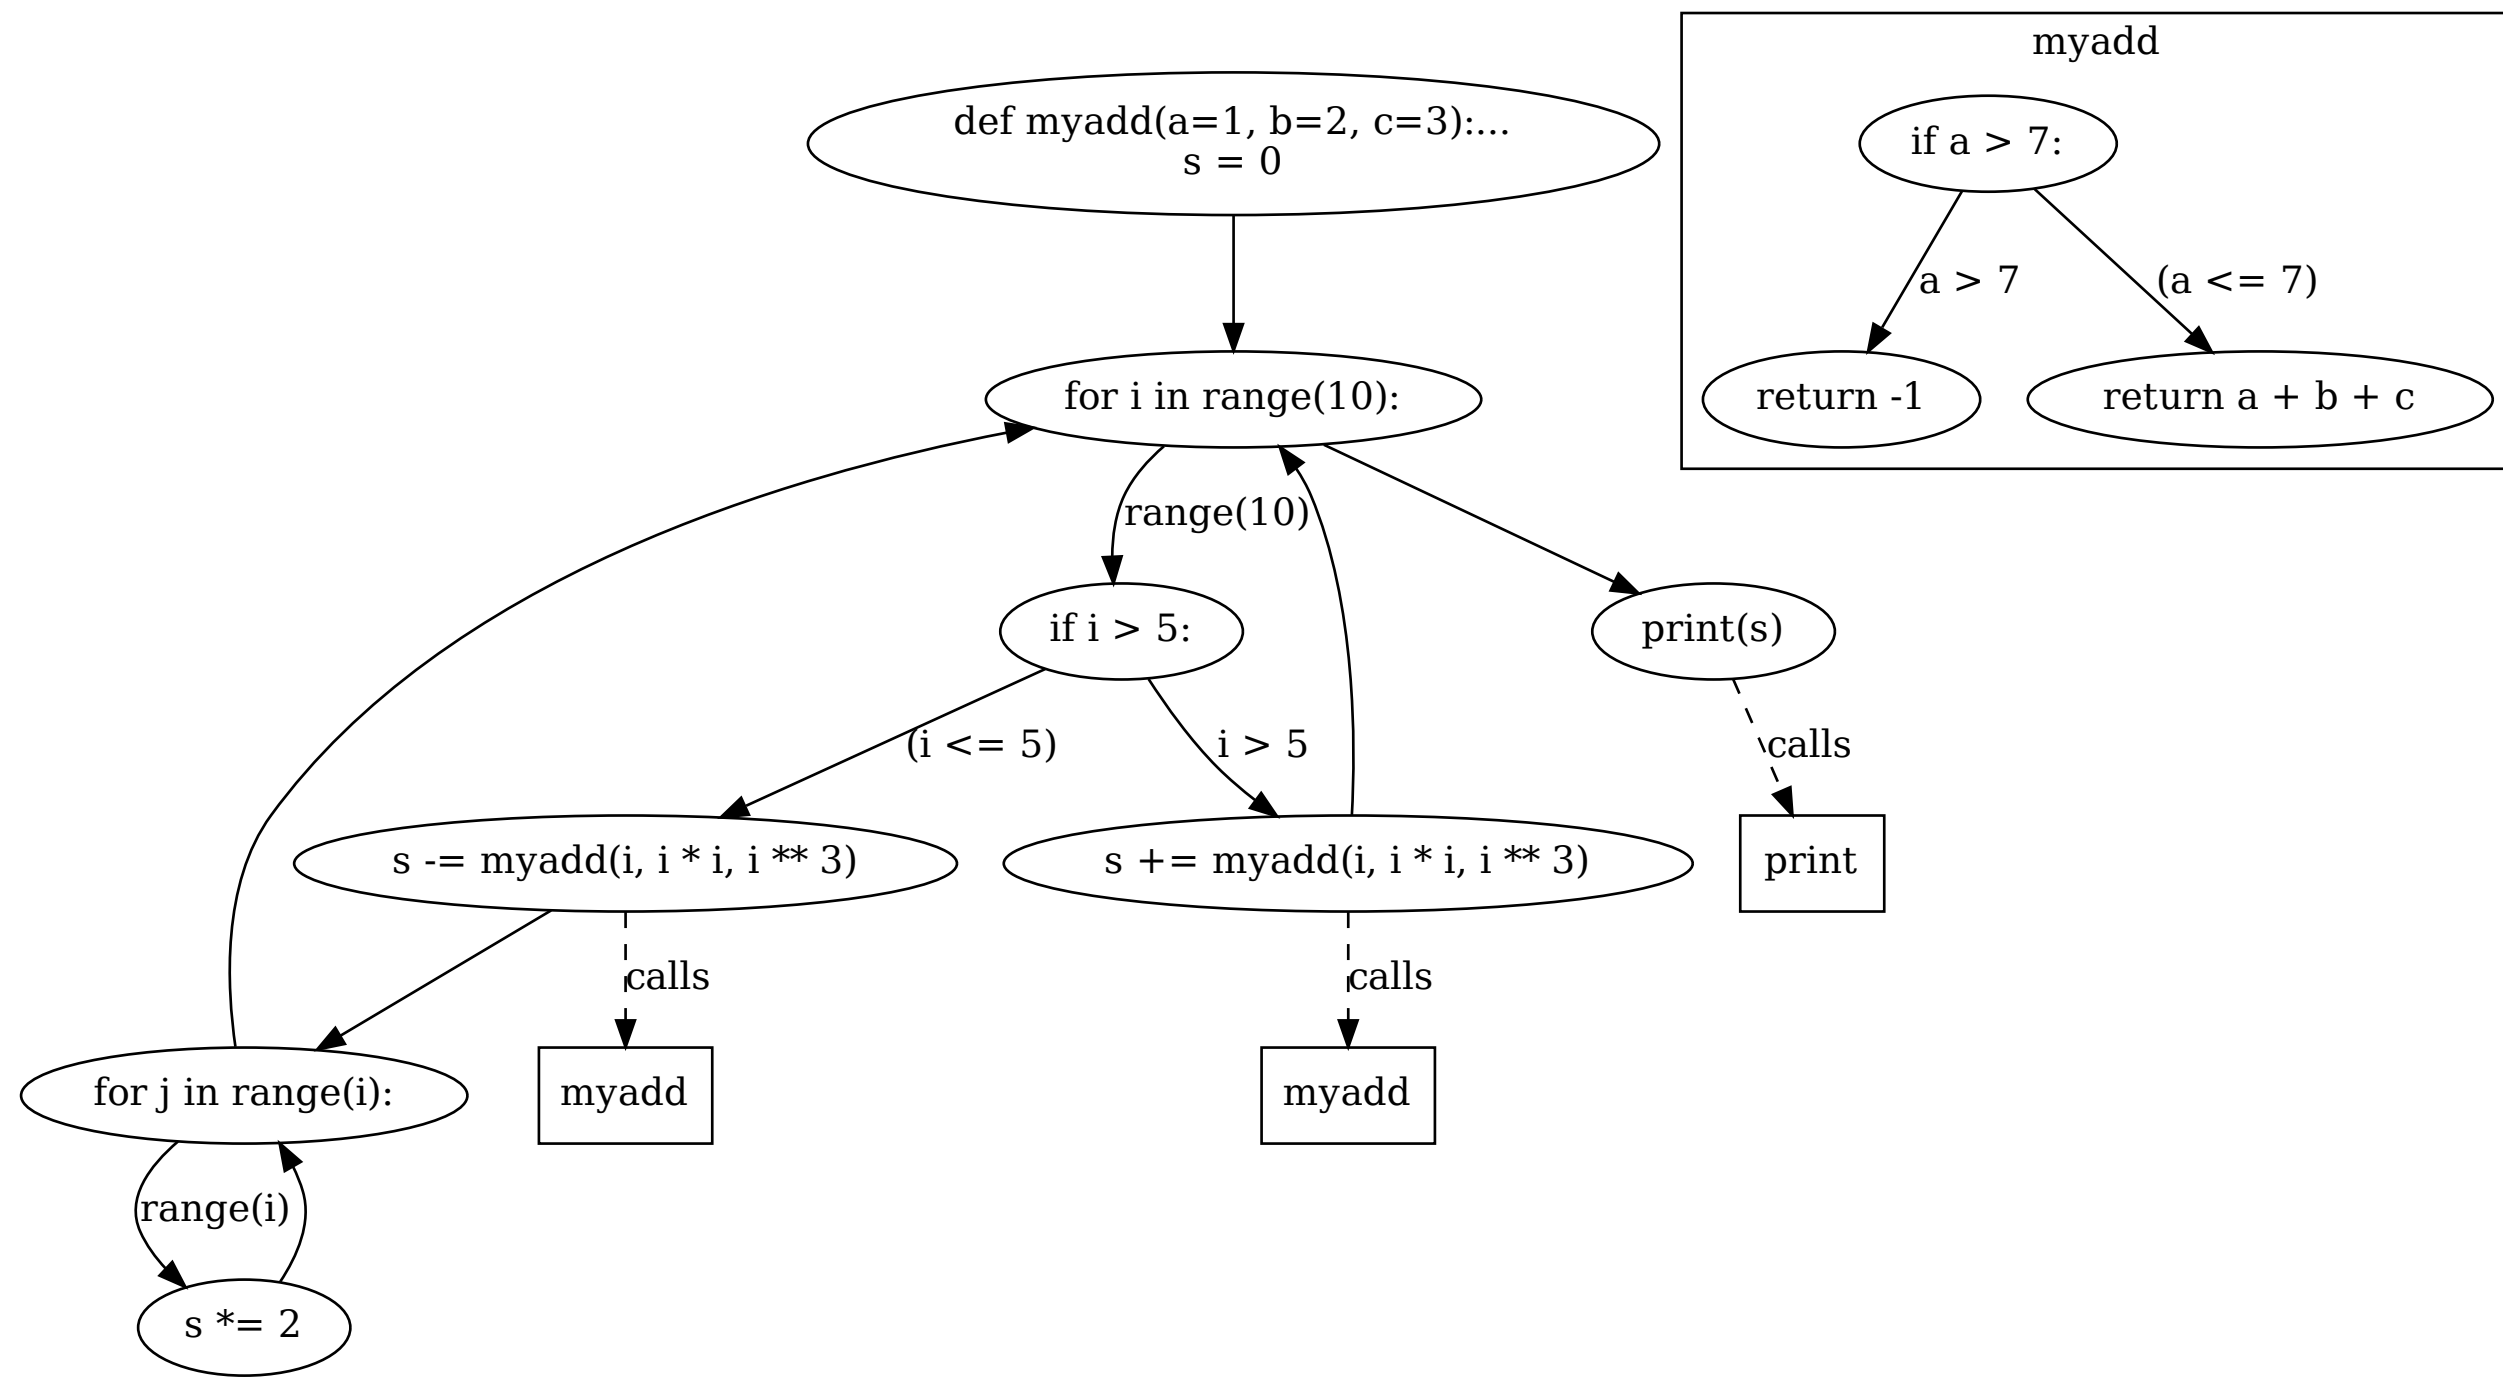 myadd
def myadd(a=1, b=2, c=3):...
s = 0
if a > 7:
a > 7
(a <= 7)
for i in range(10):
return -1
return a + b + c
range(10)
if i > 5:
print(s)
(i <= 5)
i > 5
calls
s -= myadd(i, i * i, i ** 3)
s += myadd(i, i * i, i ** 3)
print
calls
calls
for j in range(i):
myadd
myadd
range(i)
s *= 2